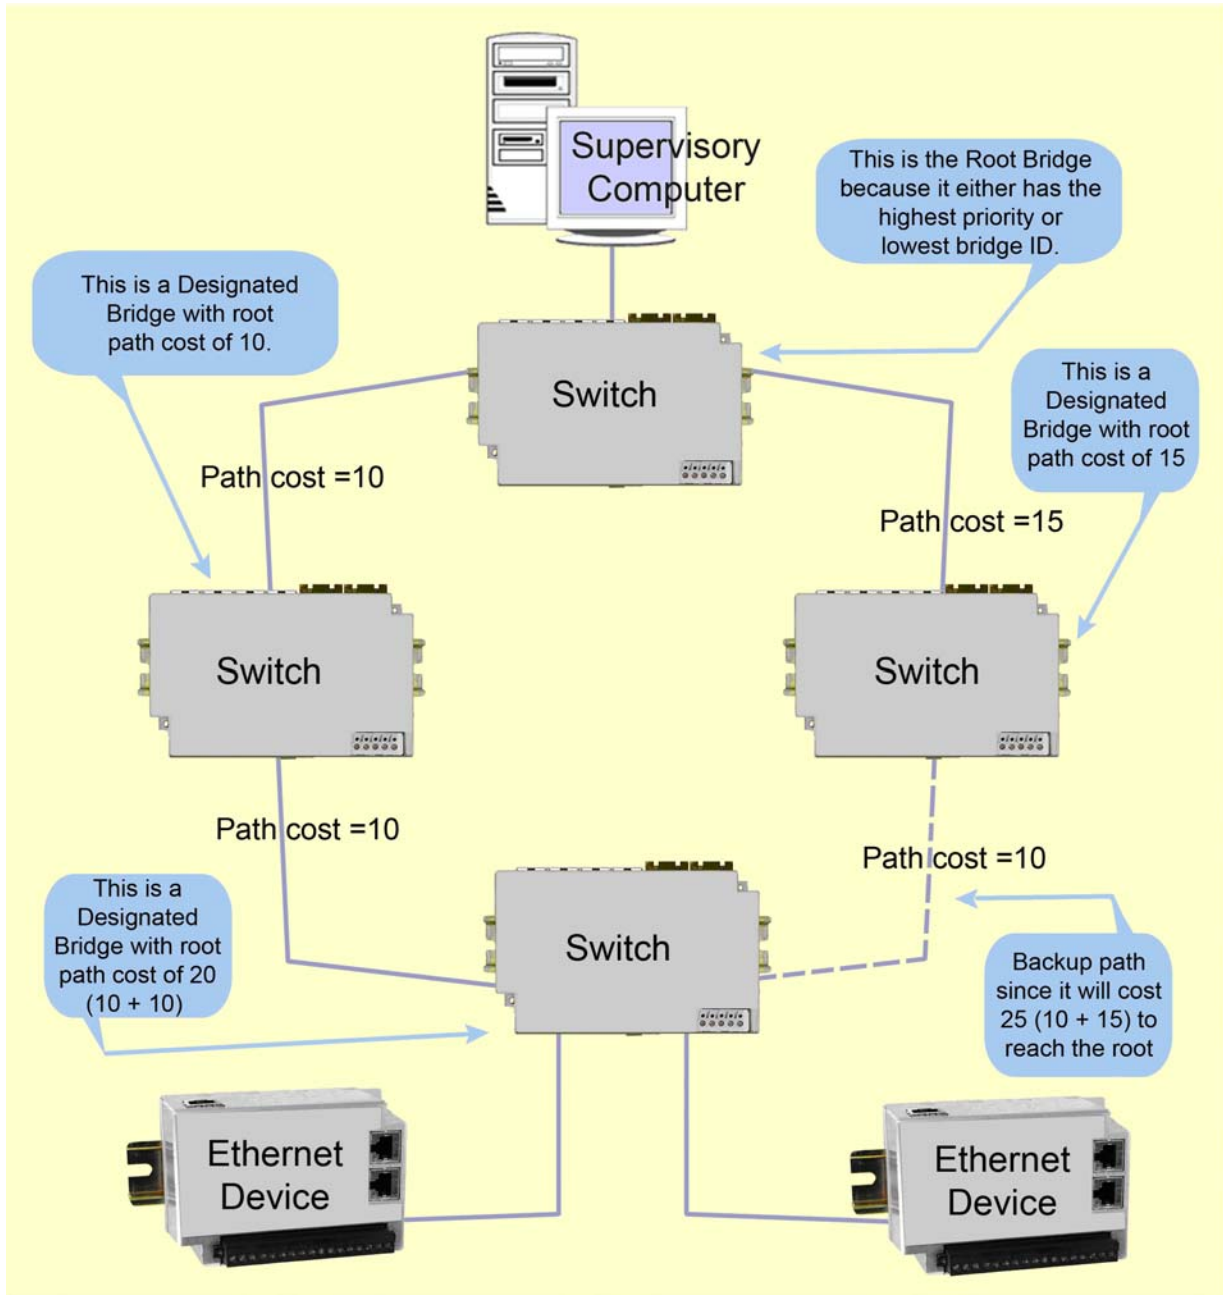 Supervisory
Computer
This is the Root Bridge
because it either has the
highest priority or
lowest bridge ID.
This is a Designated
Bridge with root
path cost of 10.
Switch
This is a
Designated
Bridge with root
path cost of 15
Path cost =10
Path cost =15
Switch
Switch
Path cost =10
Path cost =10
This is a
Designated
Bridge with root
path cost of 20
(10 + 10)
Switch
Backup path
since it will cost
25 (10 + 15) to
reach the root
Ethernet
Device
Ethernet
Device